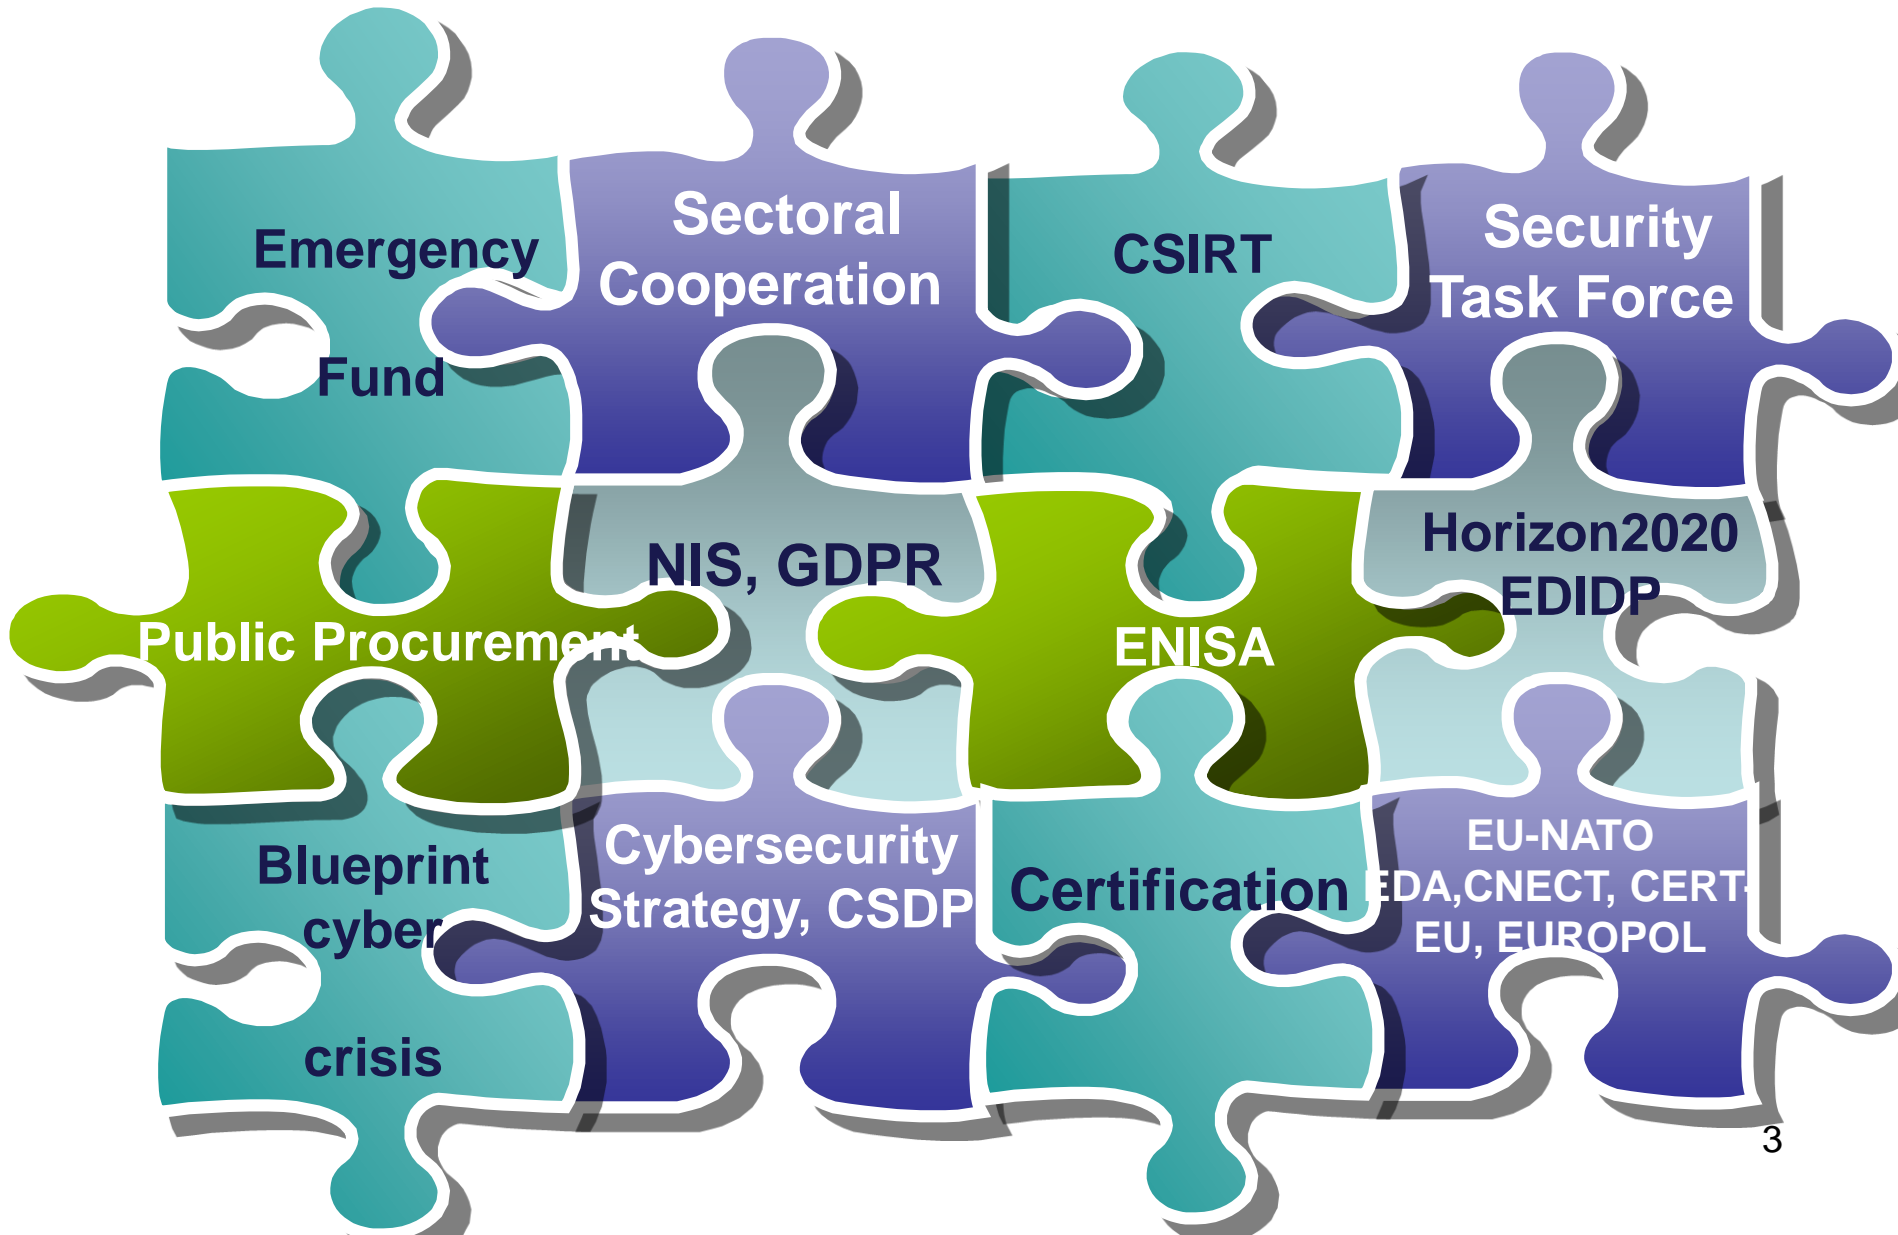 Emergency
Fund
Sectoral
Cooperation
CSIRT
Security
Task Force
Public Procurement
NIS, GDPR
ENISA
Horizon2020
EDIDP
Blueprint
cyber
crisis
Cybersecurity
Strategy, CSDP
Certification
EU-NATO
EDA,CNECT, CERT-
EU, EUROPOL
3